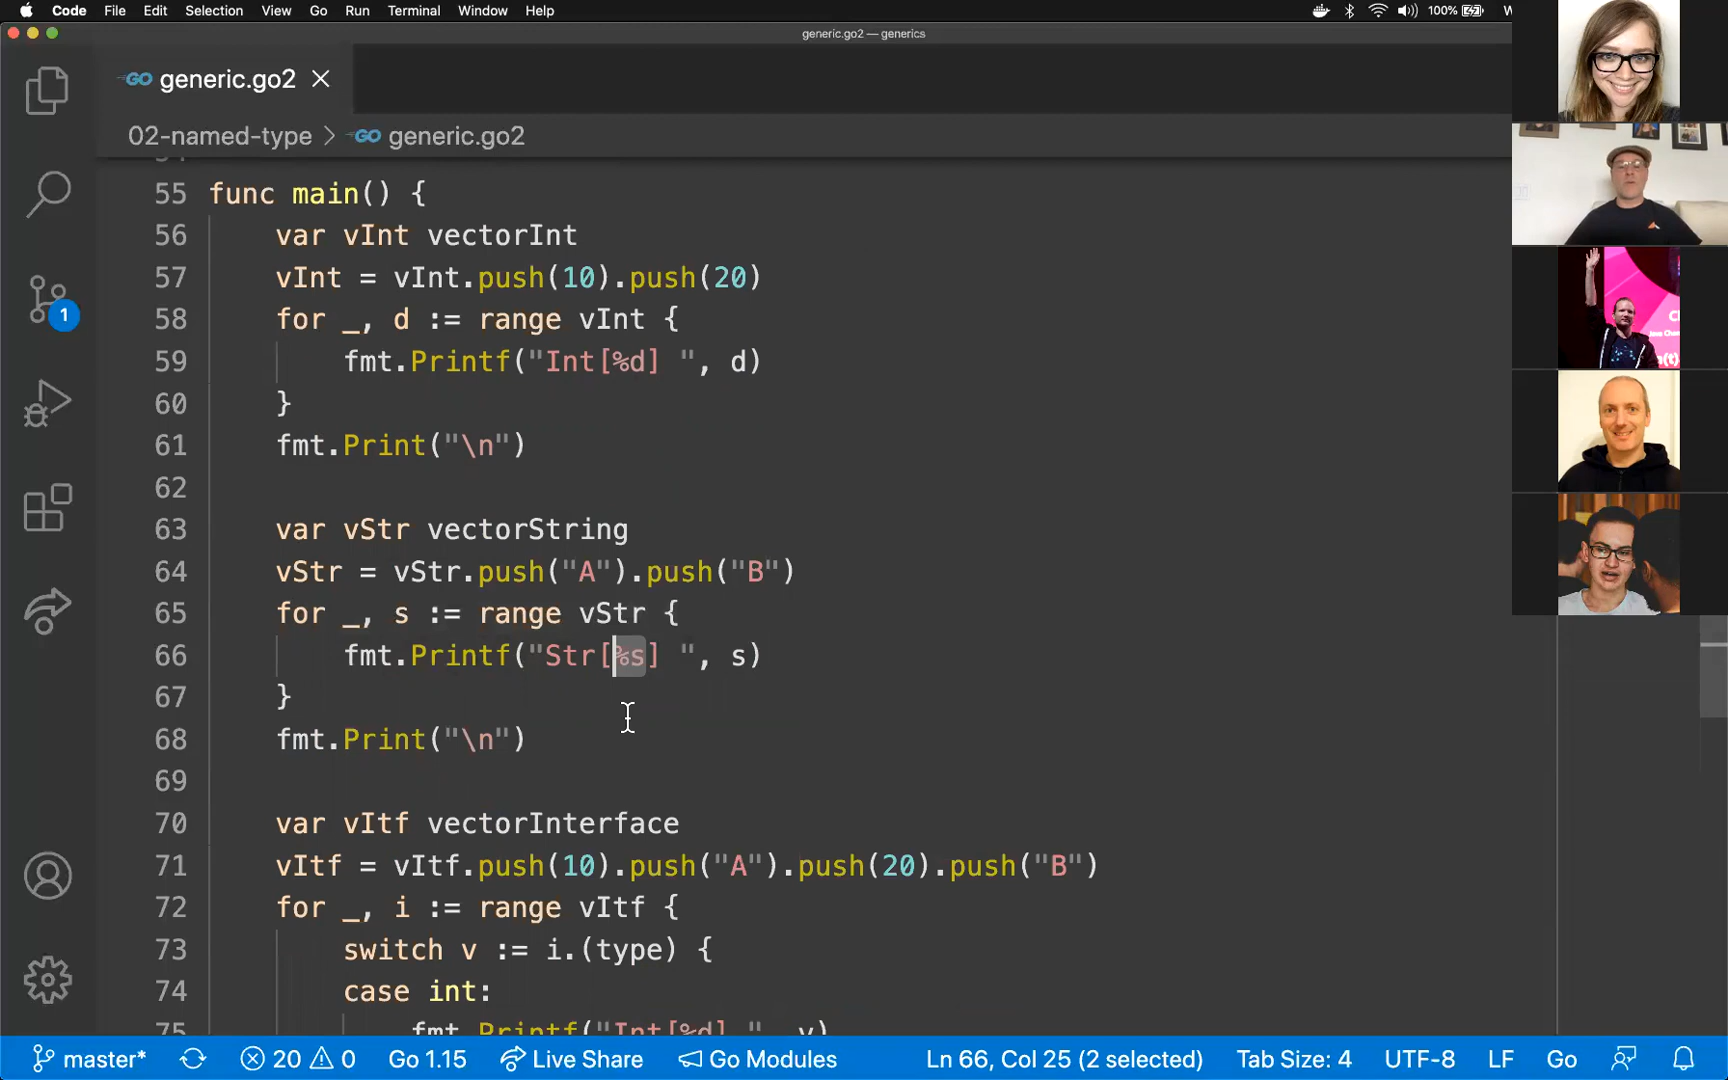 Code File Edit Selection View Go Run Terminal Window Help 100%
generic.go2 — generics
GO generic.go2
02-named-type > GO generic.go2
55 func main() {
56 var vInt vectorInt
57 vInt = vInt.push(10).push(20)
58 for _, d := range vInt {
59 fmt.Printf("Int[%d] ", d)
60 }
61 fmt.Print("\n")
62
63 var vStr vectorString
64 vStr = vStr.push("A").push("B")
65 for _, s := range vStr {
66 fmt.Printf("Str[%s] ", s)
67 }
68 fmt.Print("\n")
69
70 var vItf vectorInterface
71 vItf = vItf.push(10).push("A").push(20).push("B")
72 for _, i := range vItf {
73 switch v := i.(type) {
74 case int:
75 fmt.Printf("Int[%d] ", v)
1
master* 20 0 Go 1.15 Live Share Go Modules Ln 66, Col 25 (2 selected) Tab Size: 4 UTF-8 LF Go